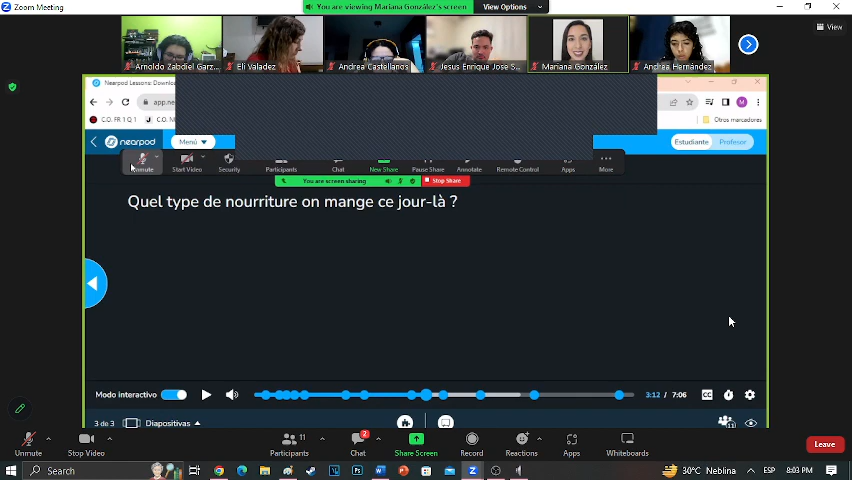 Zoom Meeting
You are viewing Mariana González's screen
View Options
View
Arnoldo Zabdiel Garz...
Eli Valadez
Andrea Castellanos
Jesus Enrique Jose S...
Mariana González
Andrea Hernández
Nearpod Lessons: Downloa
app.ne
C.O. FR 1 Q 1
Otros marcadores
nearpod
Menú
Estudiante
Profesor
Unmute
Start Video
Security
Participants
Chat
New Share
Pause Share
Annotate
Remote Control
Apps
More
You are screen sharing
Stop Share
Quel type de nourriture on mange ce jour-là ?
Modo interactivo
3:12 / 7:06
CC
3 de 3
Diapositivas
11
Unmute
Stop Video
11
Participants
2
Chat
Share Screen
Record
Reactions
Apps
Whiteboards
Leave
Search
30°C Neblina
ESP
8:03 PM